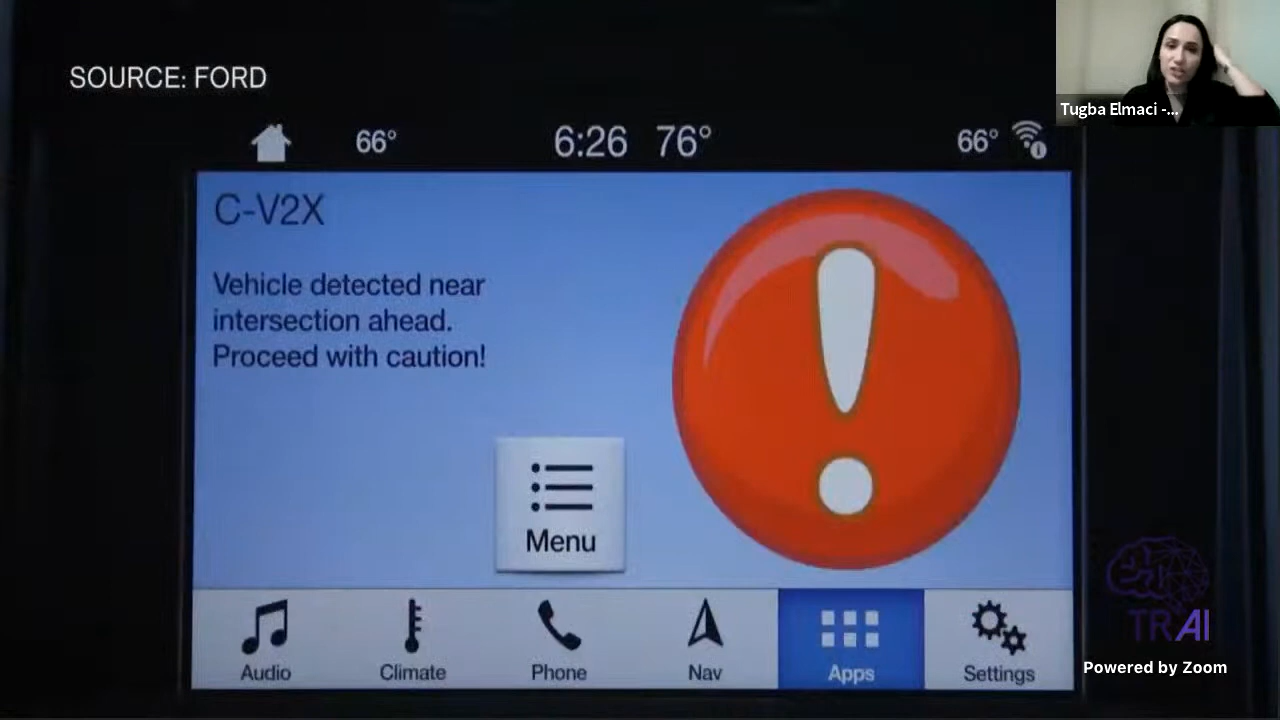 SOURCE: FORD
Tugba Elmaci -...
66°
6:26
76°
66°
C-V2X
Vehicle detected near
intersection ahead.
Proceed with caution!
Menu
Audio
Climate
Phone
Nav
Apps
Settings
TRAI
Powered by Zoom